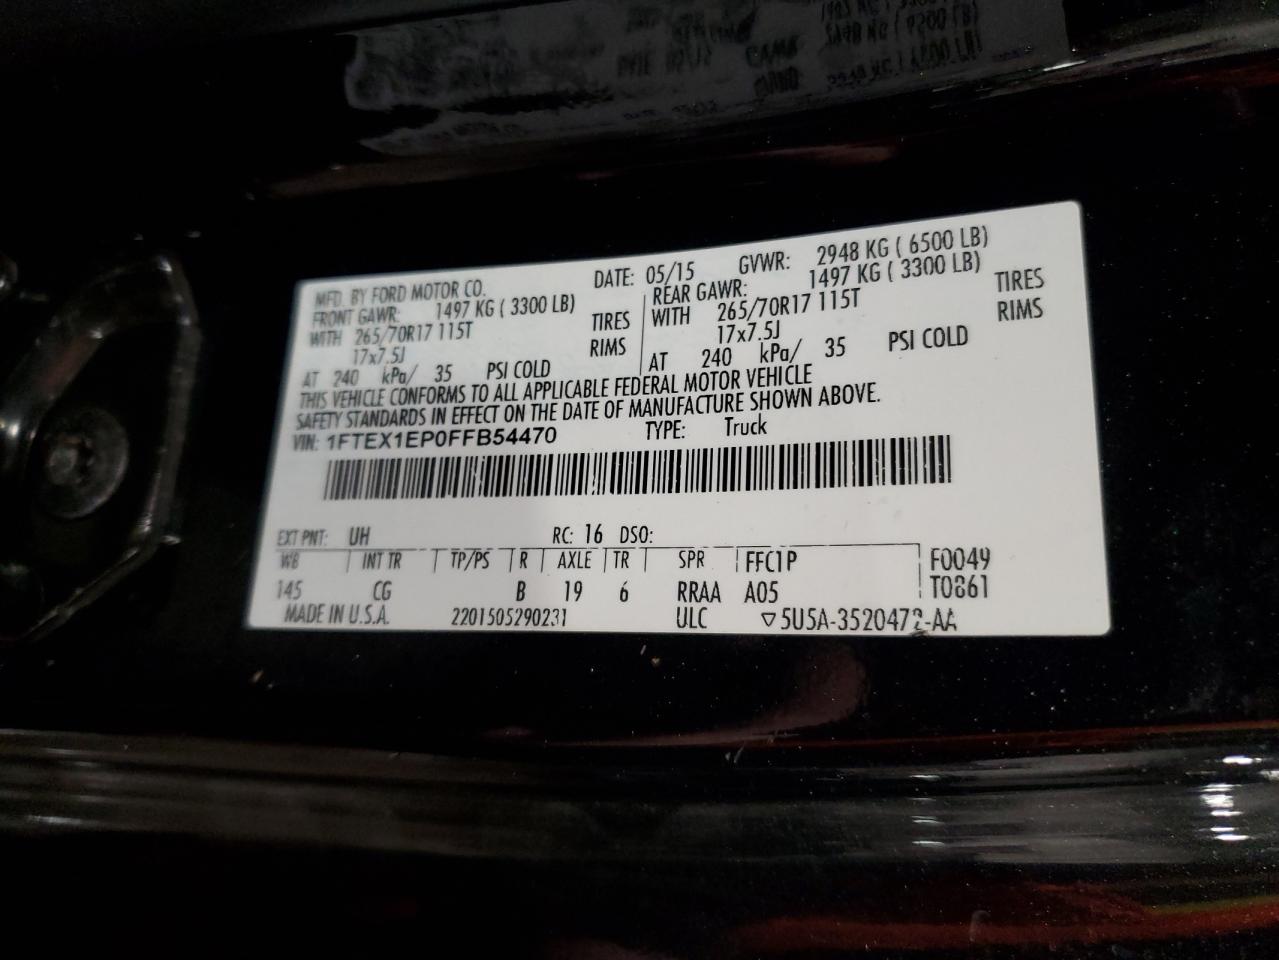 MFD. BY FORD MOTOR CO. DATE: 05/15 GVWR: 2948 KG ( 6500 LB)
FRONT GAWR: 1497 KG ( 3300 LB) REAR GAWR: 1497 KG ( 3300 LB)
WITH 265/70R17 115T TIRES WITH 265/70R17 115T TIRES
17x7.5J RIMS 17x7.5J RIMS
AT 240 kPa/ 35 PSI COLD AT 240 kPa/ 35 PSI COLD
THIS VEHICLE CONFORMS TO ALL APPLICABLE FEDERAL MOTOR VEHICLE
SAFETY STANDARDS IN EFFECT ON THE DATE OF MANUFACTURE SHOWN ABOVE.
VIN: 1FTEX1EP0FFB54470 TYPE: Truck
EXT PNT: UH RC: 16 DSO:
WB INT TR TP/PS R AXLE TR SPR FFC1P F0049
145 CG B 19 6 RRAA A05 T0861
MADE IN U.S.A. 2201505290231 ULC ▽5U5A-3520472-AA